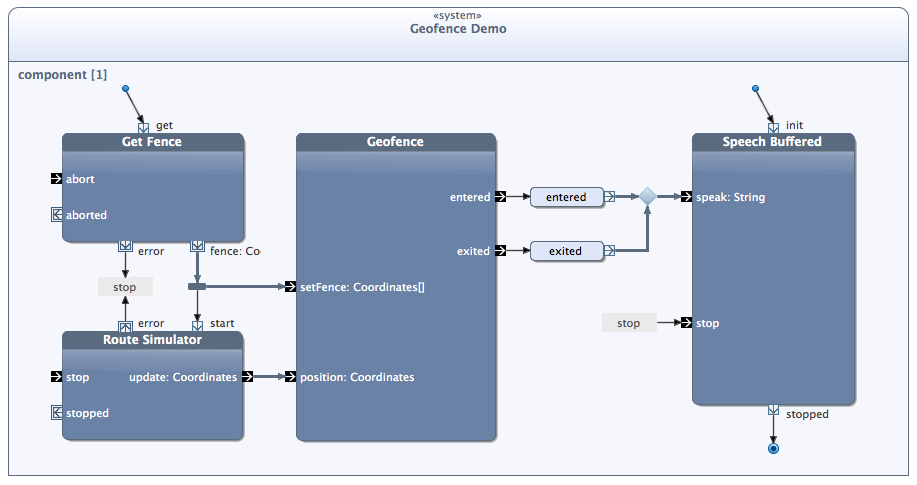 «system»
Geofence Demo
component [1]
get
Get Fence
abort
aborted
error
fence: Co
stop
error
start
Route Simulator
stop
update: Coordinates
stopped
Geofence
entered
exited
setFence: Coordinates[]
position: Coordinates
entered
exited
init
Speech Buffered
speak: String
stop
stop
stopped